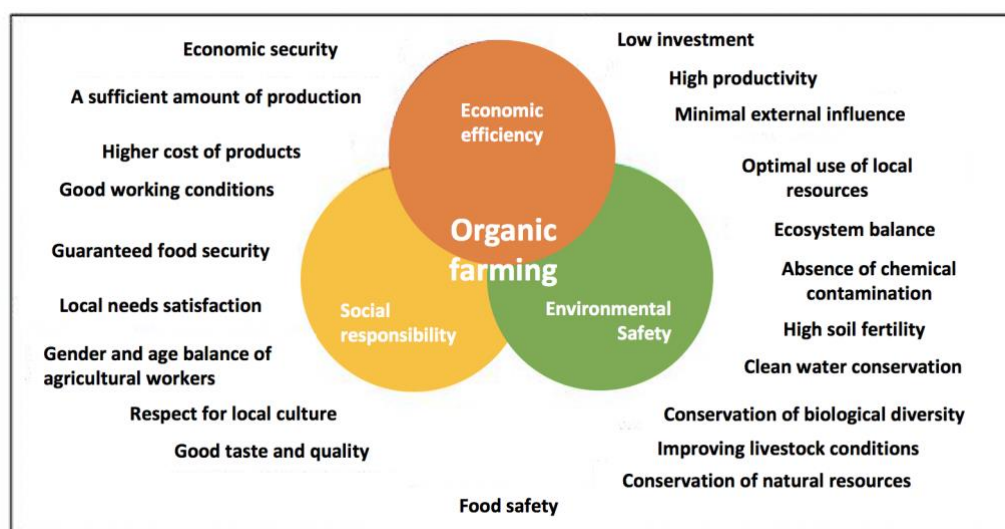 Economic security
A sufficient amount of production
Higher cost of products
Good working conditions
Guaranteed food security
Local needs satisfaction
Gender and age balance of
agricultural workers
Respect for local culture
Good taste and quality
Economic
efficiency
Organic
farming
Social
responsibility
Environmental
Safety
Low investment
High productivity
Minimal external influence
Optimal use of local
resources
Ecosystem balance
Absence of chemical
contamination
High soil fertility
Clean water conservation
Conservation of biological diversity
Improving livestock conditions
Conservation of natural resources
Food safety